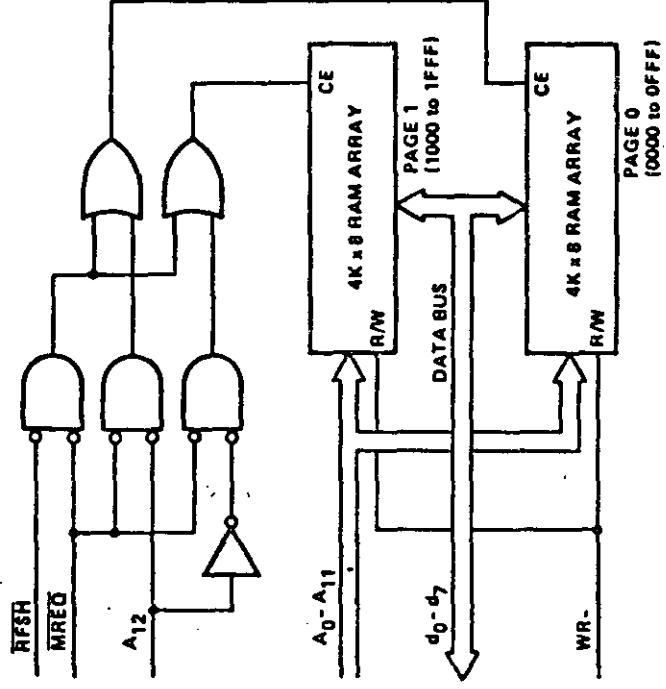 RFSH
MREQ
A12
A0 - A11
d0 - d7
WR-
CE
4K x 8 RAM ARRAY
R/W
PAGE 1
(1000 to 1FFF)
DATA BUS
CE
4K x 8 RAM ARRAY
R/W
PAGE 0
(0000 to 0FFF)